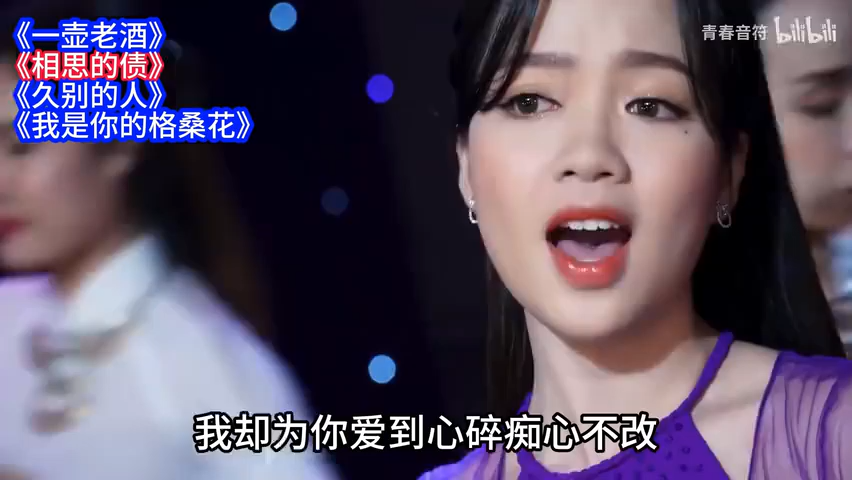 《一壶老酒》
《相思的债》
《久别的人》
《我是你的格桑花》
青春音符 bilibili
我却为你爱到心碎痴心不改